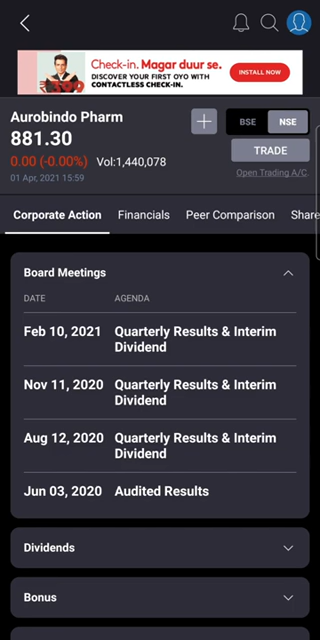 Check-in. Magar duur se.
DISCOVER YOUR FIRST OYO WITH
CONTACTLESS CHECK-IN.
INSTALL NOW
Aurobindo Pharm
881.30
0.00 (-0.00%) Vol:1,440,078
01 Apr, 2021 15:59
BSE NSE
TRADE
Open Trading A/C
Corporate Action Financials Peer Comparison Share
Board Meetings
DATE AGENDA
Feb 10, 2021 Quarterly Results & Interim
Dividend
Nov 11, 2020 Quarterly Results & Interim
Dividend
Aug 12, 2020 Quarterly Results & Interim
Dividend
Jun 03, 2020 Audited Results
Dividends
Bonus